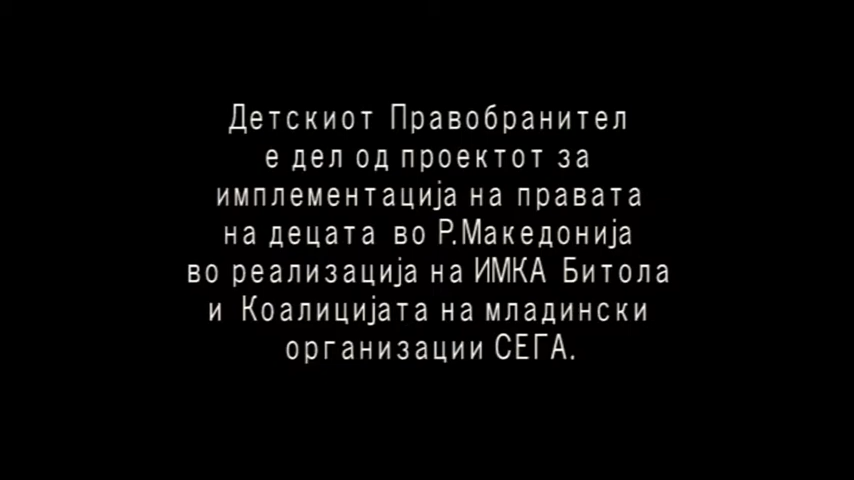 Детскиот Правобранител
е дел од проектот за
имплементација на правата
на децата во Р.Македонија
во реализација на ИМКА Битола
и Коалицијата на младински
организации СЕГА.